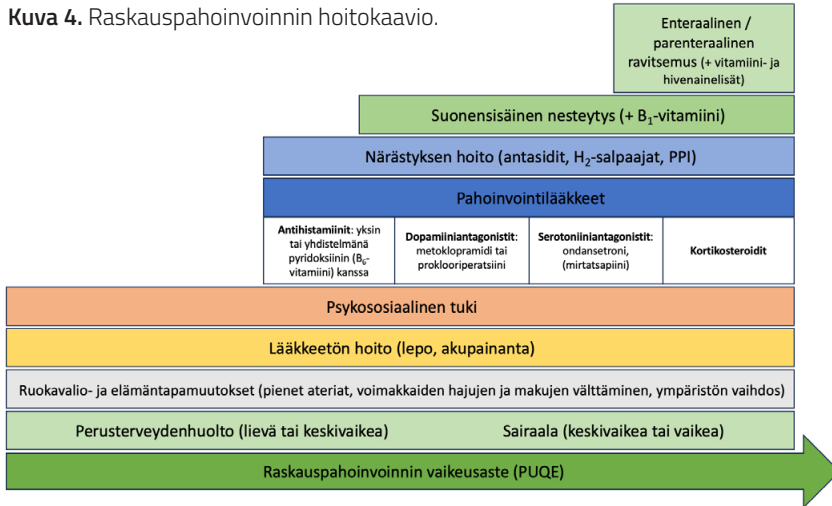 Kuva 4. Raskauspahoinvoinnin hoitokaavio.
Enteraalinen /
parenteraalinen
ravitsemus (+ vitamiini- ja
hivenainelisät)
Suonensisäinen nesteytys (+ B₁-vitamiini)
Närästyksen hoito (antasidit, H₂-salpaajat, PPI)
Pahoinvointilääkkeet
Antihistamiinit: yksin
tai yhdistelmänä
pyridoksiinin (B₆-
vitamiini) kanssa
Dopamiiniantagonistit:
metoklopramidi tai
proklooriperatsiini
Serotoniiniantagonistit:
ondansetroni,
(mirtatsapiini)
Kortikosteroidit
Psykososiaalinen tuki
Lääkkeetön hoito (lepo, akupainanta)
Ruokavalio- ja elämäntapamuutokset (pienet ateriat, voimakkaiden hajujen ja makujen välttäminen, ympäristön vaihdos)
Perusterveydenhuolto (lievä tai keskivaikea)
Sairaala (keskivaikea tai vaikea)
Raskauspahoinvoinnin vaikeusaste (PUQE)